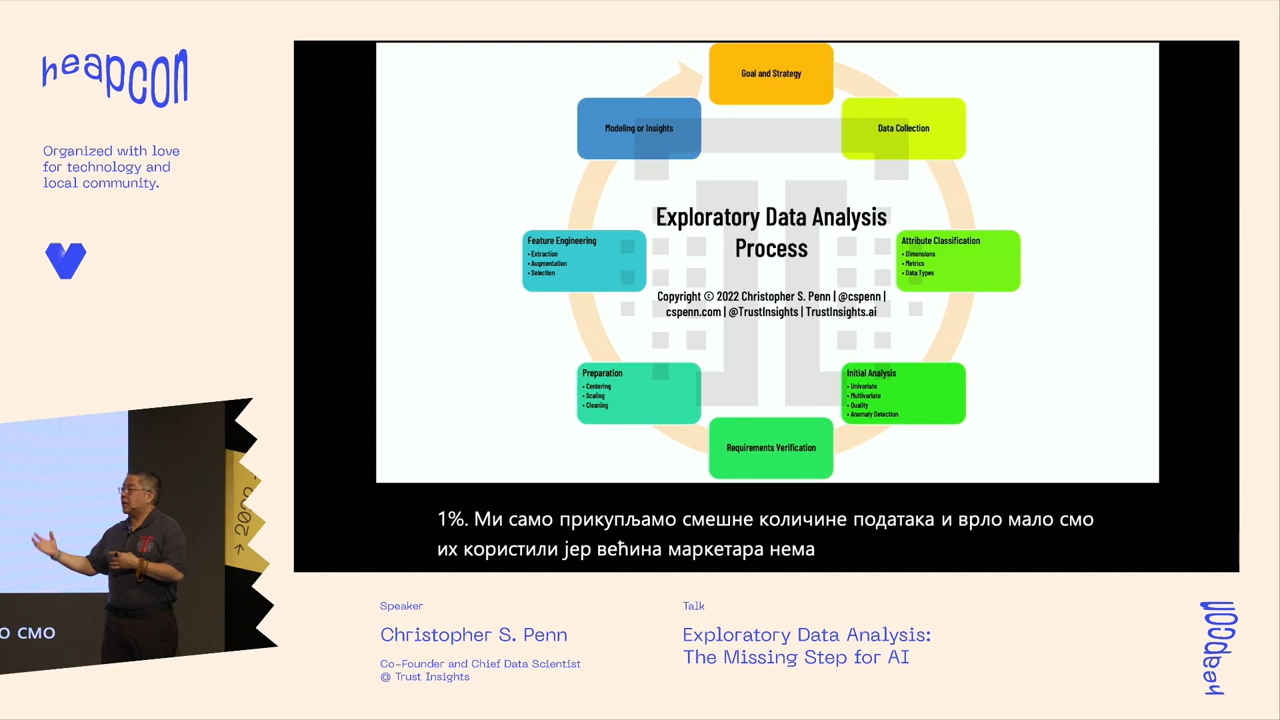 heapcon
Organized with love
for technology and
local community.
Goal and Strategy
Modeling or Insights
Data Collection
Exploratory Data Analysis
Process
Feature Engineering
• Extraction
• Augmentation
• Selection
Attribute Classification
• Dimensions
• Metrics
• Data Types
Copyright © 2022 Christopher S. Penn | @cspenn |
cspenn.com | @TrustInsights | TrustInsights.ai
Preparation
• Centering
• Scaling
• Cleaning
Initial Analysis
• Univariate
• Multivariate
• Quality
• Anomaly Detection
Requirements Verification
1%. Ми само прикупљамо смешне количине података и врло мало смо
их користили јер већина маркетара нема
→ 200
О СМО
Speaker
Christopher S. Penn
Co-Founder and Chief Data Scientist
@ Trust Insights
Talk
Exploratory Data Analysis:
The Missing Step for AI
heapcon